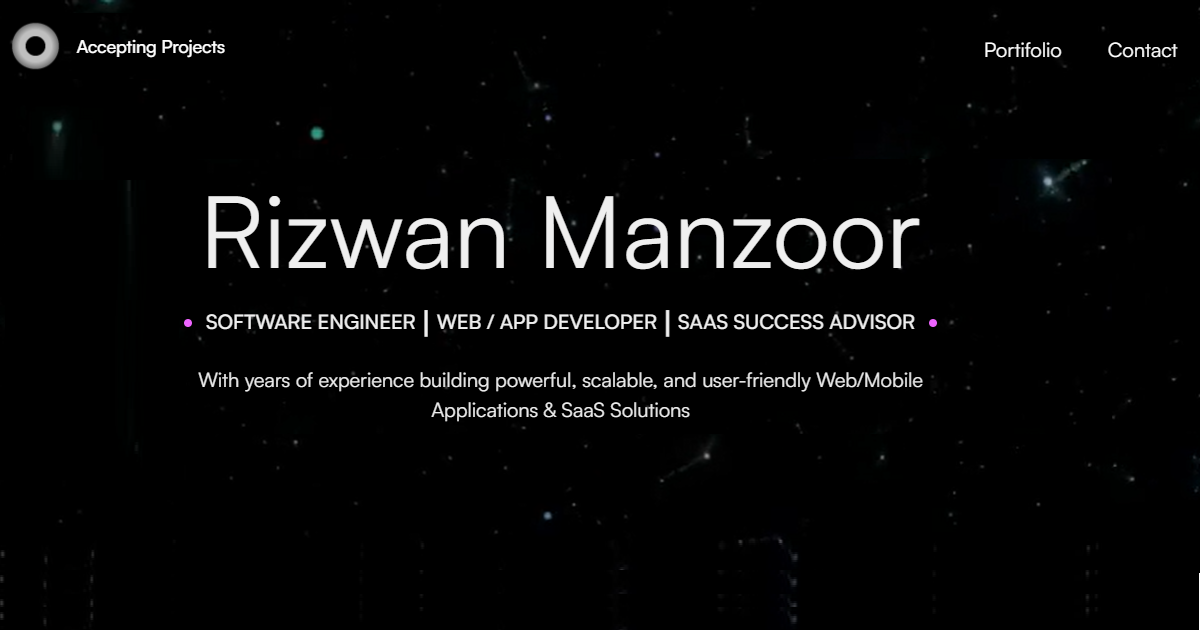 Accepting Projects
Portifolio
Contact
Rizwan Manzoor
SOFTWARE ENGINEER | WEB / APP DEVELOPER | SAAS SUCCESS ADVISOR
With years of experience building powerful, scalable, and user-friendly Web/Mobile
Applications & SaaS Solutions